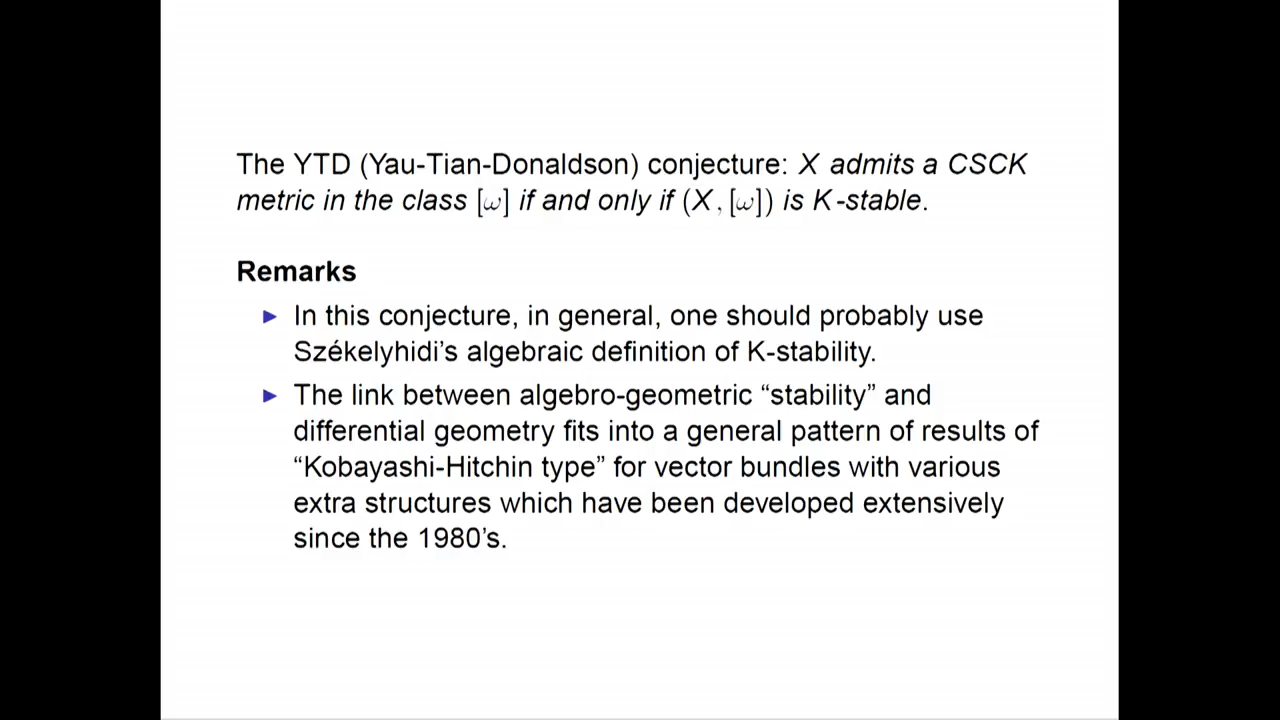 The YTD (Yau-Tian-Donaldson) conjecture: X admits a CSCK
metric in the class [ω] if and only if (X, [ω]) is K-stable.
Remarks
► In this conjecture, in general, one should probably use
Székelyhidi's algebraic definition of K-stability.
► The link between algebro-geometric “stability” and
differential geometry fits into a general pattern of results of
“Kobayashi-Hitchin type” for vector bundles with various
extra structures which have been developed extensively
since the 1980's.